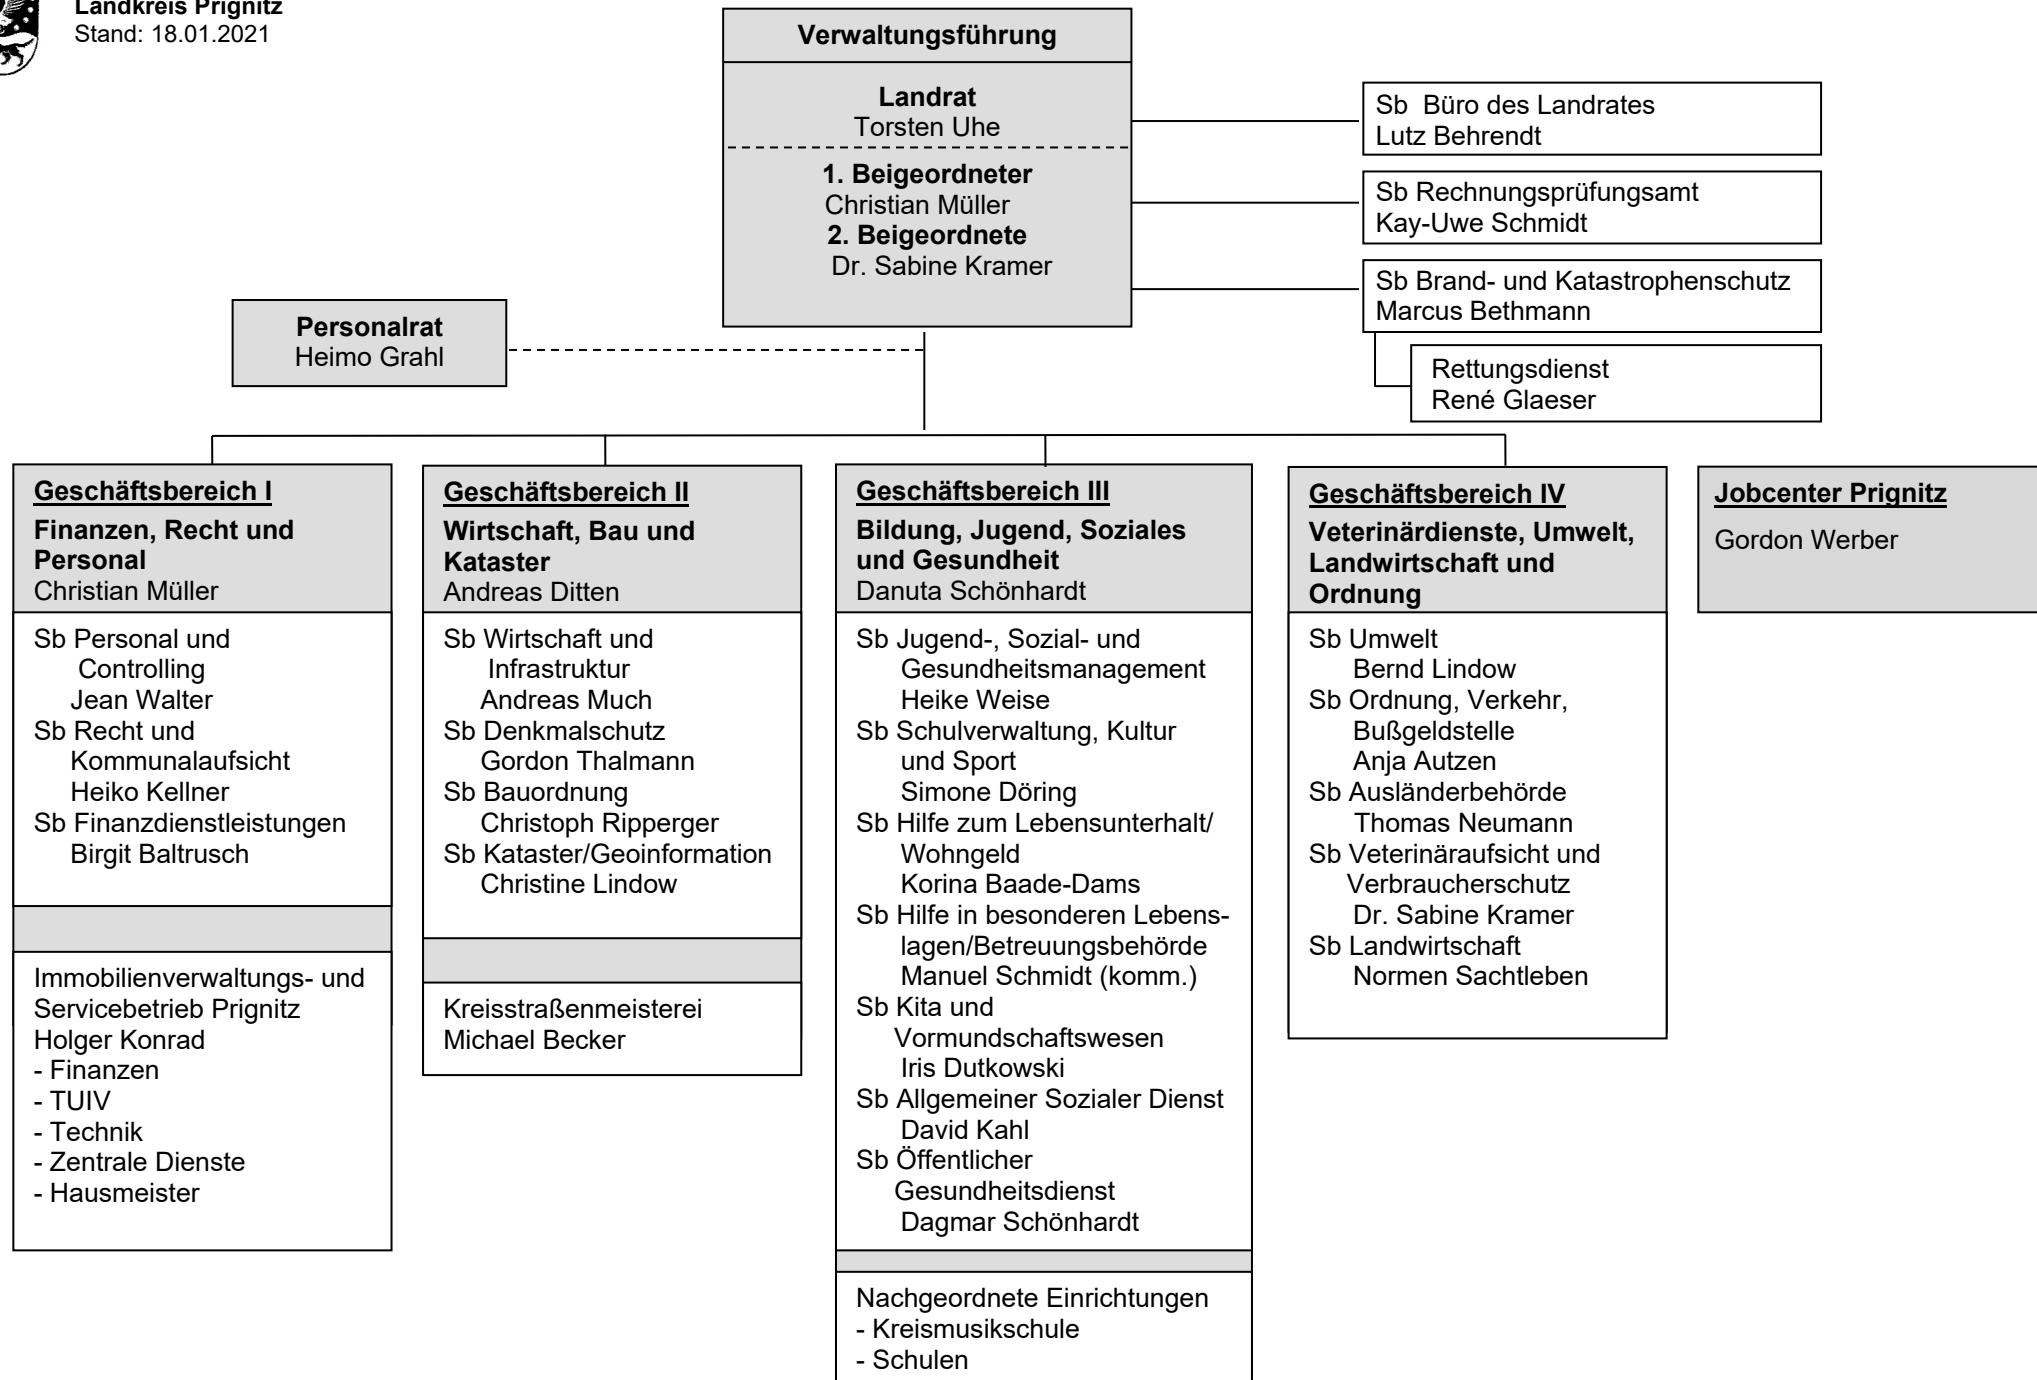 Landkreis Prignitz
Stand: 18.01.2021
Verwaltungsführung
Landrat
Torsten Uhe
1. Beigeordneter
Christian Müller
2. Beigeordnete
Dr. Sabine Kramer
Sb  Büro des Landrates
Lutz Behrendt
Sb Rechnungsprüfungsamt
Kay-Uwe Schmidt
Sb Brand- und Katastrophenschutz
Marcus Bethmann
Rettungsdienst
René Glaeser
Personalrat
Heimo Grahl
Geschäftsbereich I
Finanzen, Recht und
Personal
Christian Müller
Sb Personal und
Controlling
Jean Walter
Sb Recht und
Kommunalaufsicht
Heiko Kellner
Sb Finanzdienstleistungen
Birgit Baltrusch
Immobilienverwaltungs- und
Servicebetrieb Prignitz
Holger Konrad
- Finanzen
- TUIV
- Technik
- Zentrale Dienste
- Hausmeister
Geschäftsbereich II
Wirtschaft, Bau und
Kataster
Andreas Ditten
Sb Wirtschaft und
Infrastruktur
Andreas Much
Sb Denkmalschutz
Gordon Thalmann
Sb Bauordnung
Christoph Ripperger
Sb Kataster/Geoinformation
Christine Lindow
Kreisstraßenmeisterei
Michael Becker
Geschäftsbereich III
Bildung, Jugend, Soziales
und Gesundheit
Danuta Schönhardt
Sb Jugend-, Sozial- und
Gesundheitsmanagement
Heike Weise
Sb Schulverwaltung, Kultur
und Sport
Simone Döring
Sb Hilfe zum Lebensunterhalt/
Wohngeld
Korina Baade-Dams
Sb Hilfe in besonderen Lebens-
lagen/Betreuungsbehörde
Manuel Schmidt (komm.)
Sb Kita und
Vormundschaftswesen
Iris Dutkowski
Sb Allgemeiner Sozialer Dienst
David Kahl
Sb Öffentlicher
Gesundheitsdienst
Dagmar Schönhardt
Nachgeordnete Einrichtungen
- Kreismusikschule
- Schulen
Geschäftsbereich IV
Veterinärdienste, Umwelt,
Landwirtschaft und
Ordnung
Sb Umwelt
Bernd Lindow
Sb Ordnung, Verkehr,
Bußgeldstelle
Anja Autzen
Sb Ausländerbehörde
Thomas Neumann
Sb Veterinäraufsicht und
Verbraucherschutz
Dr. Sabine Kramer
Sb Landwirtschaft
Normen Sachtleben
Jobcenter Prignitz
Gordon Werber